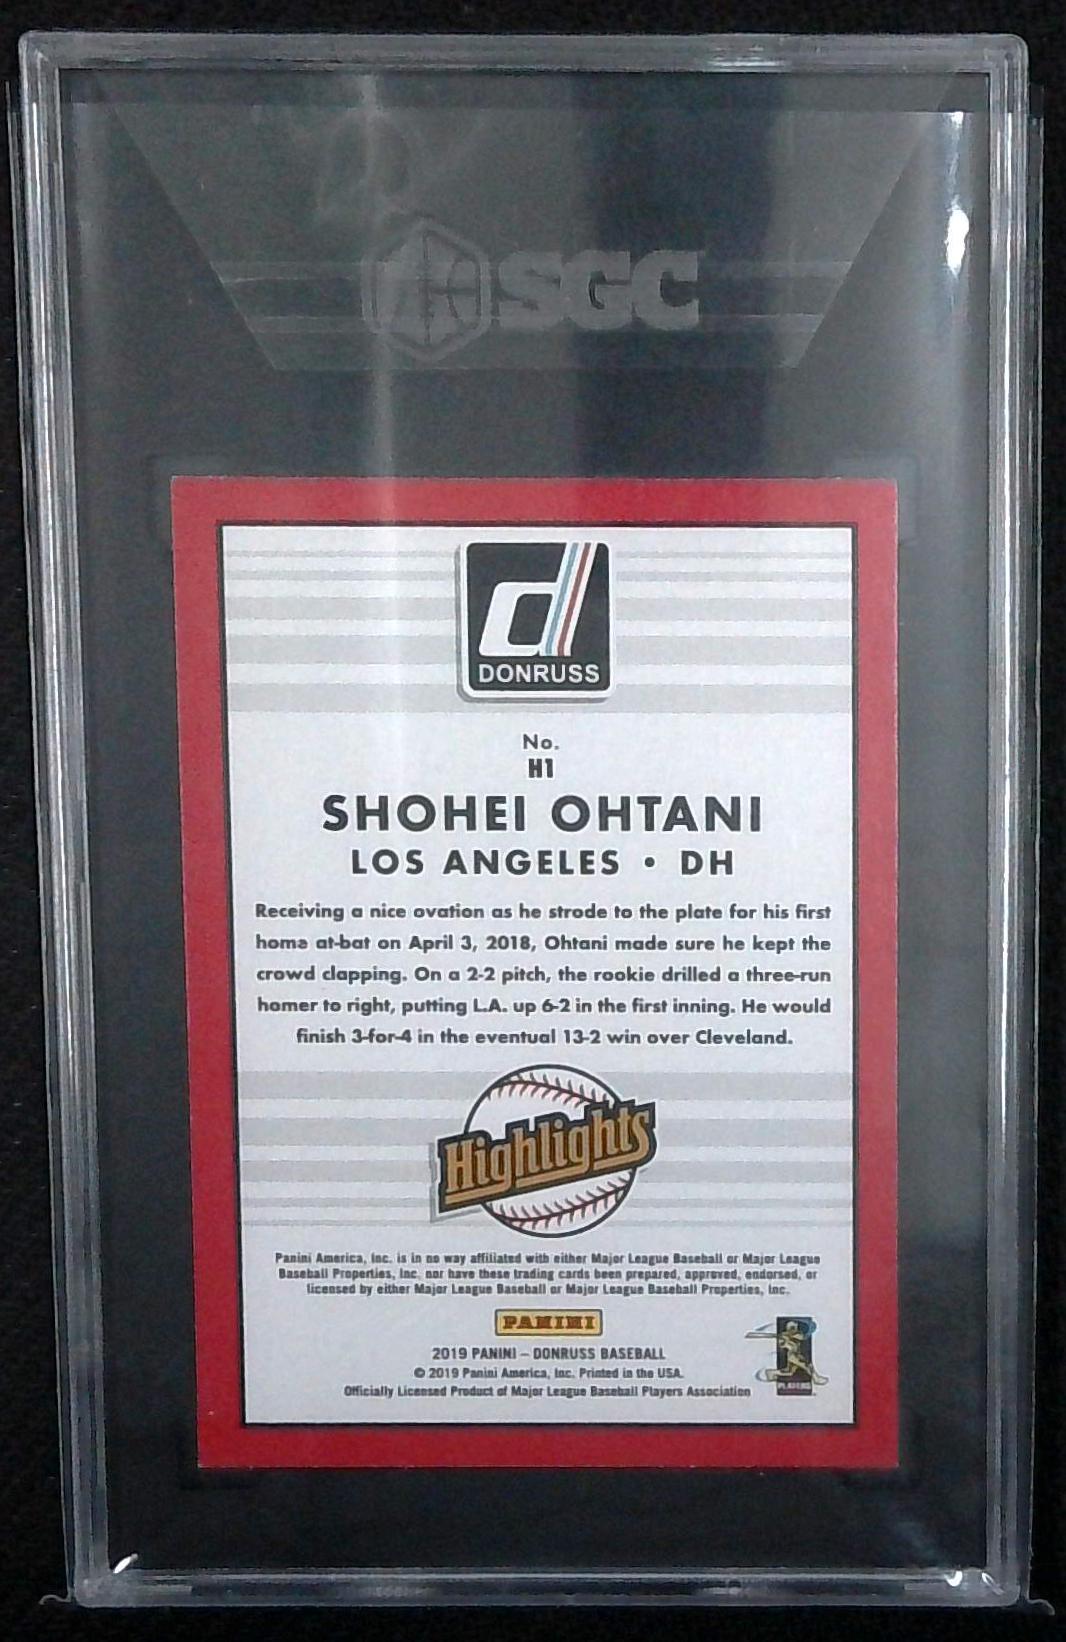 SGC
d
DONRUSS
No.
H1
SHOHEI OHTANI
LOS ANGELES • DH
Receiving a nice ovation as he strode to the plate for his first
home at-bat on April 3, 2018, Ohtani made sure he kept the
crowd clapping. On a 2-2 pitch, the rookie drilled a three-run
homer to right, putting L.A. up 6-2 in the first inning. He would
finish 3-for-4 in the eventual 13-2 win over Cleveland.
Highlights
Panini America, Inc. is in no way affiliated with either Major League Baseball or Major League
Baseball Properties, Inc. nor have these trading cards been prepared, approved, endorsed, or
licensed by either Major League Baseball or Major League Baseball Properties, Inc.
PANINI
2019 PANINI – DONRUSS BASEBALL
© 2019 Panini America, Inc. Printed in the USA.
Officially Licensed Product of Major League Baseball Players Association
PLAYERS